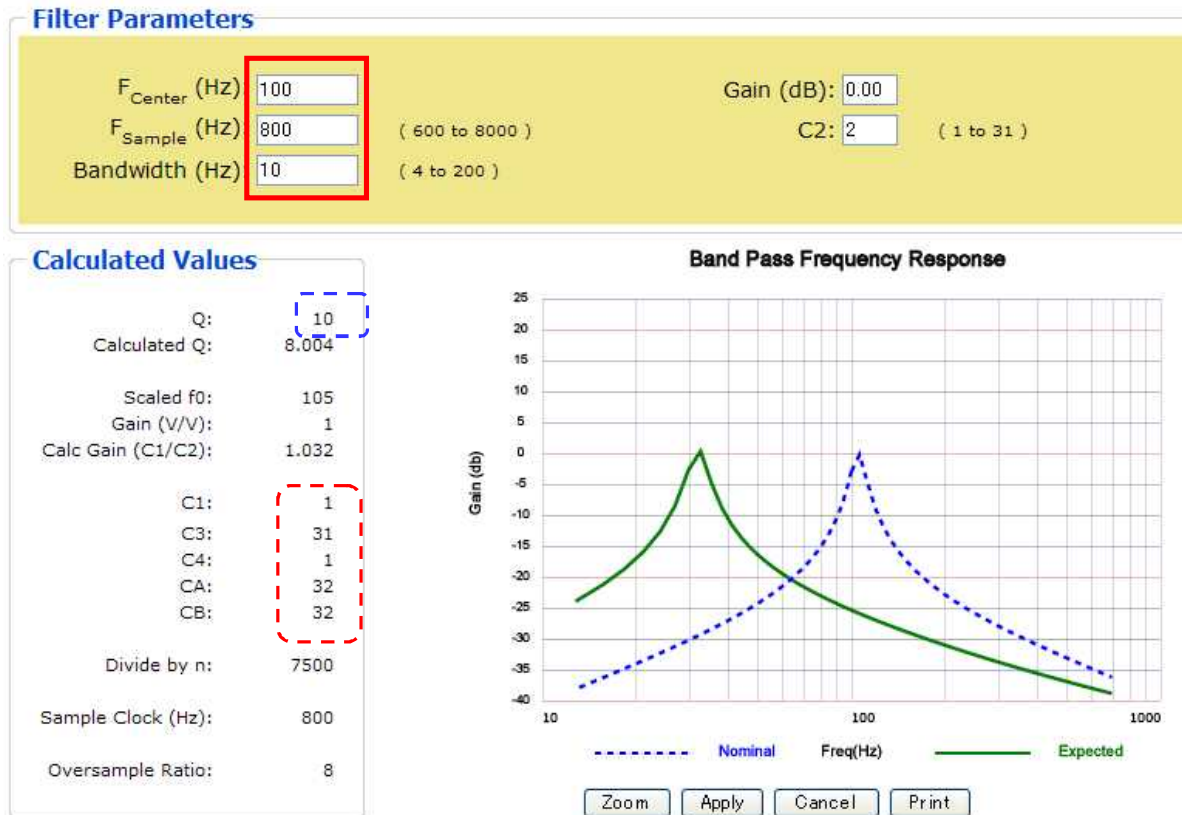 Filter Parameters
F Center (Hz) 100
F Sample (Hz) 800 ( 600 to 8000 )
Bandwidth (Hz) 10 ( 4 to 200 )
Gain (dB): 0.00
C2: 2 ( 1 to 31 )
Calculated Values
Q: 10
Calculated Q: 8.004
Scaled f0: 105
Gain (V/V): 1
Calc Gain (C1/C2): 1.032
C1: 1
C3: 31
C4: 1
CA: 32
CB: 32
Divide by n: 7500
Sample Clock (Hz): 800
Oversample Ratio: 8
Band Pass Frequency Response
Gain (db)
25
20
15
10
5
0
-5
-10
-15
-20
-25
-30
-35
-40
10 100 1000
Nominal Freq(Hz) Expected
Zoom Apply Cancel Print